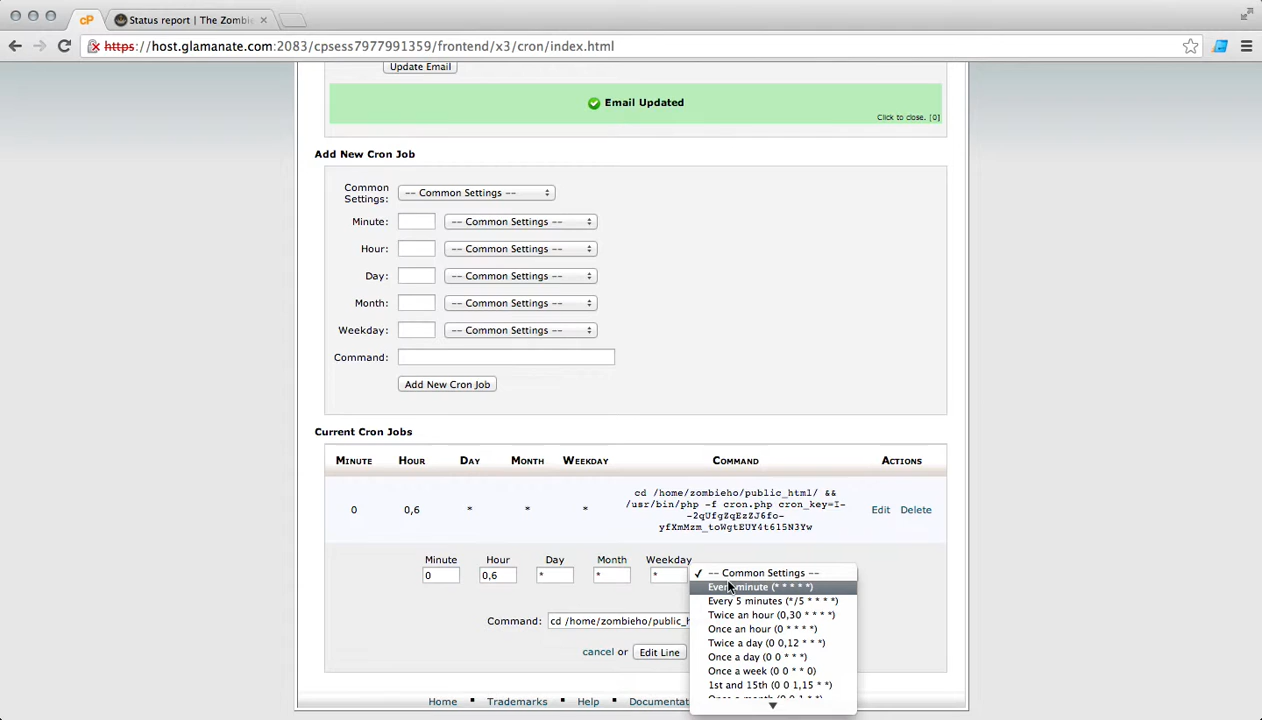 cP
Status report | The Zombie
https://host.glamanate.com:2083/cpsess7977991359/frontend/x3/cron/index.html
Update Email
Email Updated
Click to close. [0]
Add New Cron Job
Common
Settings:
-- Common Settings --
Minute:
-- Common Settings --
Hour:
-- Common Settings --
Day:
-- Common Settings --
Month:
-- Common Settings --
Weekday:
-- Common Settings --
Command:
Add New Cron Job
Current Cron Jobs
Minute Hour Day Month Weekday Command Actions
cd /home/zombieho/public_html/ &&
/usr/bin/php -f cron.php cron_key=I-
0 0,6 * * * Edit Delete
-2qUfgZqEzZJ6fo-
yfXmMzm_toWgtEUY4t615N3Yw
Minute Hour Day Month Weekday
0 0,6 * * *
✓ -- Common Settings --
Every minute (* * * * *)
Every 5 minutes (*/5 * * * *)
Twice an hour (0,30 * * * *)
Once an hour (0 * * * *)
Twice a day (0 0,12 * * *)
Once a day (0 0 * * *)
Once a week (0 0 * * 0)
1st and 15th (0 0 1,15 * *)
Once a month (0 0 1 * *)
Command: cd /home/zombieho/public_h
cancel or Edit Line
Home ▪ Trademarks ▪ Help ▪ Documentat